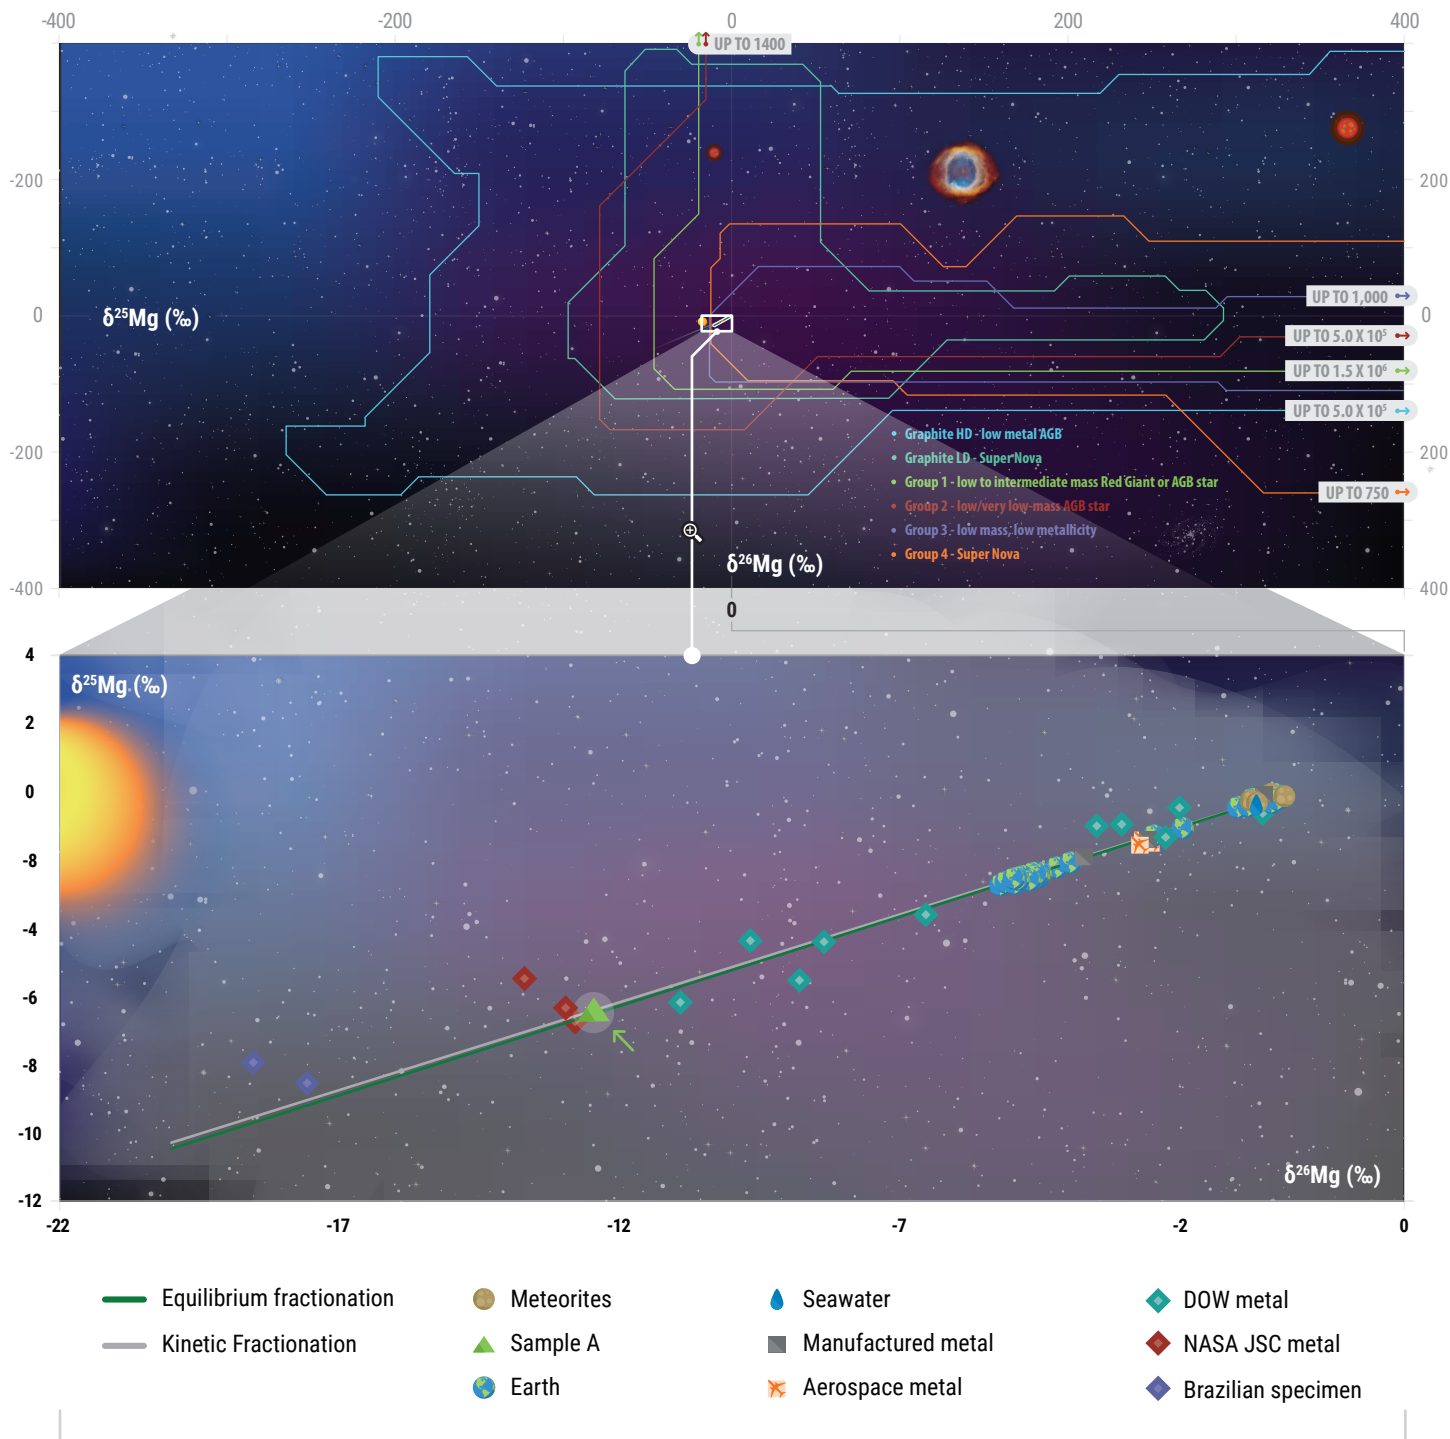 -400 -200 0 200 400
UP TO 1400
-200 200
δ²⁵Mg (‰)
UP TO 1,000
0 0
UP TO 5.0 X 10⁵
UP TO 1.5 X 10⁶
UP TO 5.0 X 10⁵
Graphite HD - low metal AGB
-200 200
Graphite LD - Super Nova
Group 1 - low to intermediate mass Red Giant or AGB star
UP TO 750
Group 2 - low/very low-mass AGB star
Group 3 - low mass, low metallicity
Group 4 - Super Nova
δ²⁶Mg (‰)
-400 400
0
4
δ²⁵Mg (‰)
2
0
-8
-4
-6
-8
-10
δ²⁶Mg (‰)
-12
-22 -17 -12 -7 -2 0
Equilibrium fractionation Meteorites Seawater DOW metal
Kinetic Fractionation Sample A Manufactured metal NASA JSC metal
Earth Aerospace metal Brazilian specimen